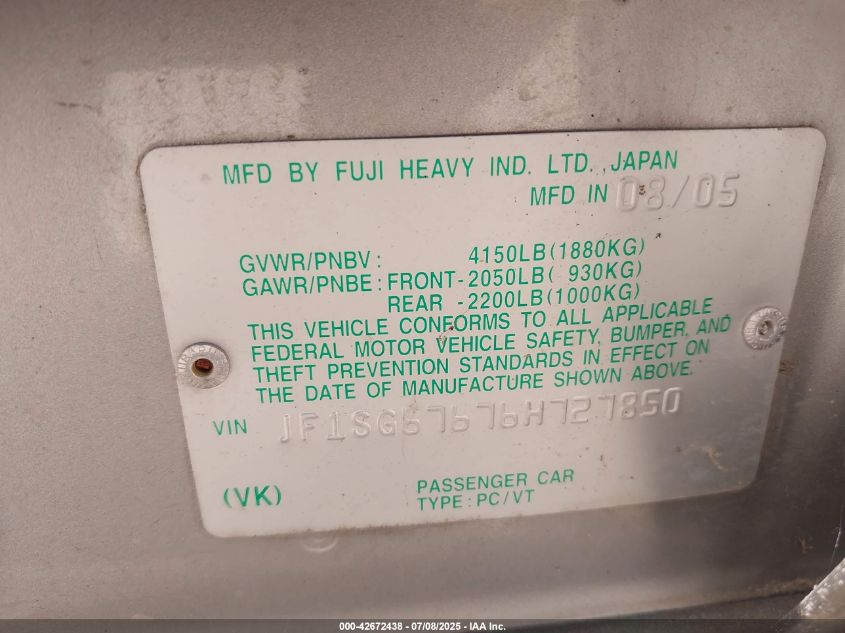 MFD BY FUJI HEAVY IND. LTD., JAPAN
MFD IN 08/05
GVWR/PNBV: 4150LB(1880KG)
GAWR/PNBE: FRONT-2050LB( 930KG)
REAR -2200LB(1000KG)
THIS VEHICLE CONFORMS TO ALL APPLICABLE
FEDERAL MOTOR VEHICLE SAFETY, BUMPER, AND
THEFT PREVENTION STANDARDS IN EFFECT ON
THE DATE OF MANUFACTURE SHOWN ABOVE.
VIN JF1SG67676H727850
(VK)
PASSENGER CAR
TYPE: PC/VT
000-42672438 - 07/08/2025 - IAA Inc.